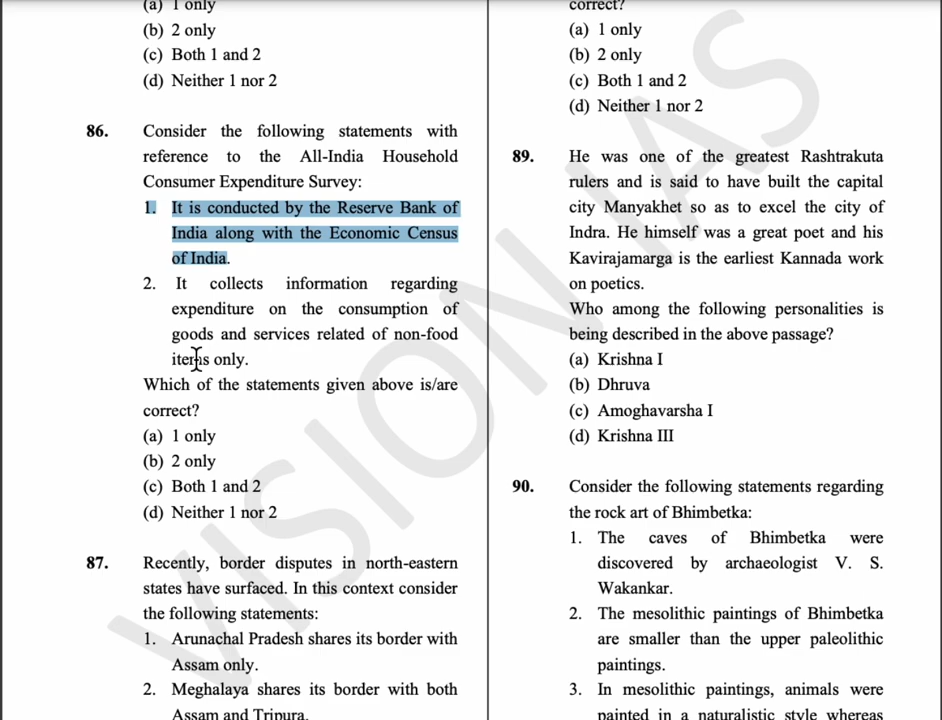 (a) 1 only
(b) 2 only
(c) Both 1 and 2
(d) Neither 1 nor 2
86. Consider the following statements with
reference to the All-India Household
Consumer Expenditure Survey:
1. It is conducted by the Reserve Bank of
India along with the Economic Census
of India.
2. It collects information regarding
expenditure on the consumption of
goods and services related of non-food
items only.
Which of the statements given above is/are
correct?
(a) 1 only
(b) 2 only
(c) Both 1 and 2
(d) Neither 1 nor 2
87. Recently, border disputes in north-eastern
states have surfaced. In this context consider
the following statements:
1. Arunachal Pradesh shares its border with
Assam only.
2. Meghalaya shares its border with both
Assam and Tripura.
correct?
(a) 1 only
(b) 2 only
(c) Both 1 and 2
(d) Neither 1 nor 2
89. He was one of the greatest Rashtrakuta
rulers and is said to have built the capital
city Manyakhet so as to excel the city of
Indra. He himself was a great poet and his
Kavirajamarga is the earliest Kannada work
on poetics.
Who among the following personalities is
being described in the above passage?
(a) Krishna I
(b) Dhruva
(c) Amoghavarsha I
(d) Krishna III
90. Consider the following statements regarding
the rock art of Bhimbetka:
1. The caves of Bhimbetka were
discovered by archaeologist V. S.
Wakankar.
2. The mesolithic paintings of Bhimbetka
are smaller than the upper paleolithic
paintings.
3. In mesolithic paintings, animals were
painted in a naturalistic style whereas
VISION IAS